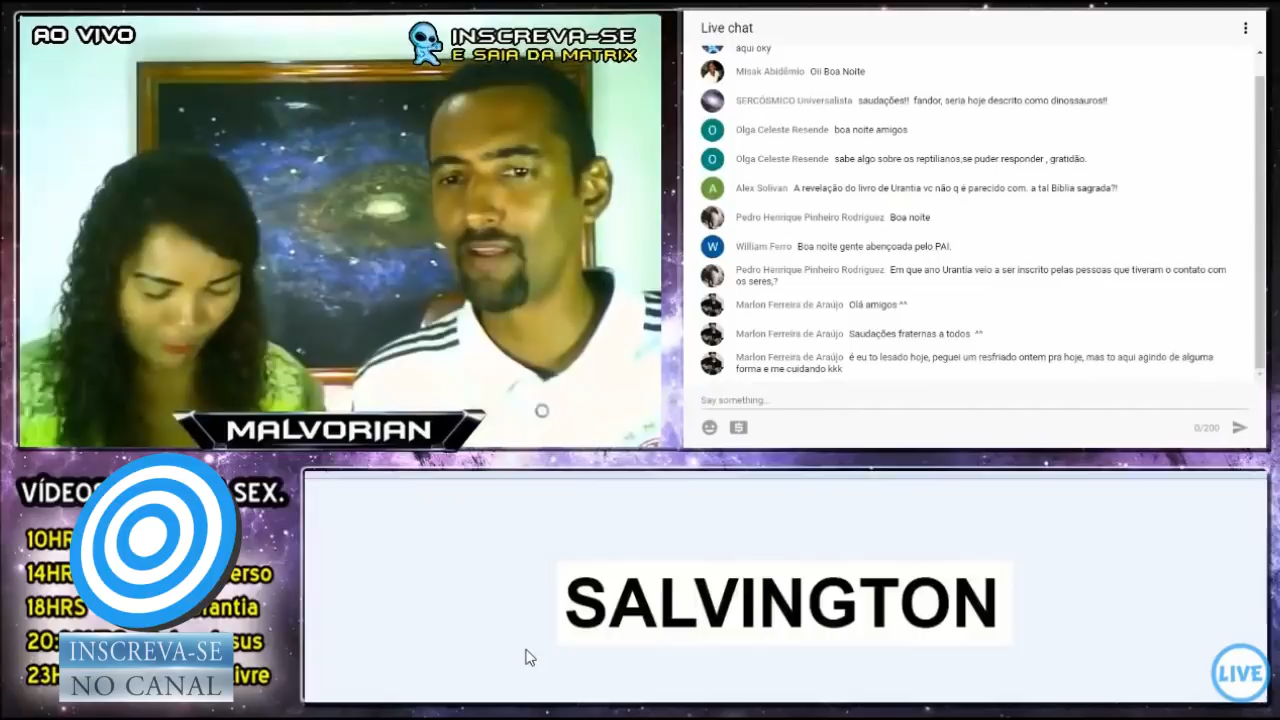 AO VIVO
INSCREVA-SE
E SAIA DA MATRIX
MALVORIAN
Live chat
aqui oky
Misak Abidêmio Oii Boa Noite
SERCÓSMICO Universalista saudações!! fandor, seria hoje descrito como dinossauros!!
O Olga Celeste Resende boa noite amigos
O Olga Celeste Resende sabe algo sobre os reptilianos,se puder responder , gratidão.
A Alex Solivan A revelação do livro de Urantia vc não q é parecido com. a tal Bíblia sagrada?!
Pedro Henrique Pinheiro Rodriguez Boa noite
W William Ferro Boa noite gente abençoada pelo PAI.
Pedro Henrique Pinheiro Rodriguez Em que ano Urantia veio a ser inscrito pelas pessoas que tiveram o contato com
os seres,?
Marlon Ferreira de Araújo Olá amigos ^^
Marlon Ferreira de Araújo Saudações fraternas a todos ^^
Marlon Ferreira de Araújo é eu to lesado hoje, peguei um resfriado ontem pra hoje, mas to aqui agindo de alguma
forma e me cuidando kkk
Say something...
0/200
SEX.
10HR
14HR erso
18HRS rantia
20: sus
23H ivre
INSCREVA-SE
NO CANAL
SALVINGTON
LIVE